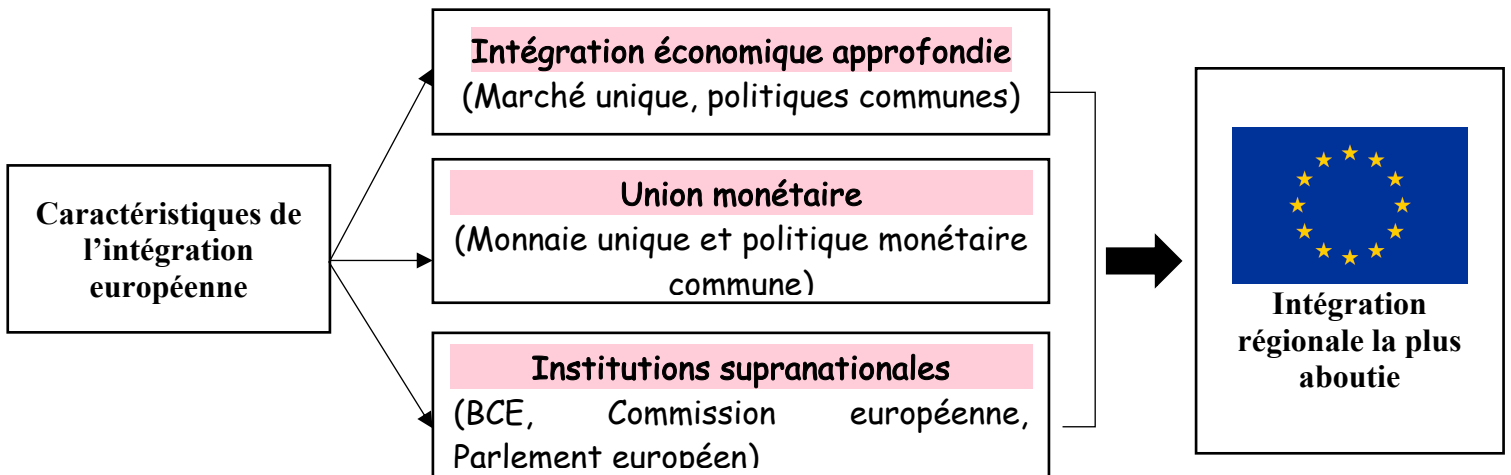 Caractéristiques de
l’intégration
européenne
Intégration économique approfondie
(Marché unique, politiques communes)
Union monétaire
(Monnaie unique et politique monétaire
commune)
Institutions supranationales
(BCE, Commission européenne,
Parlement européen)
Intégration
régionale la plus
aboutie